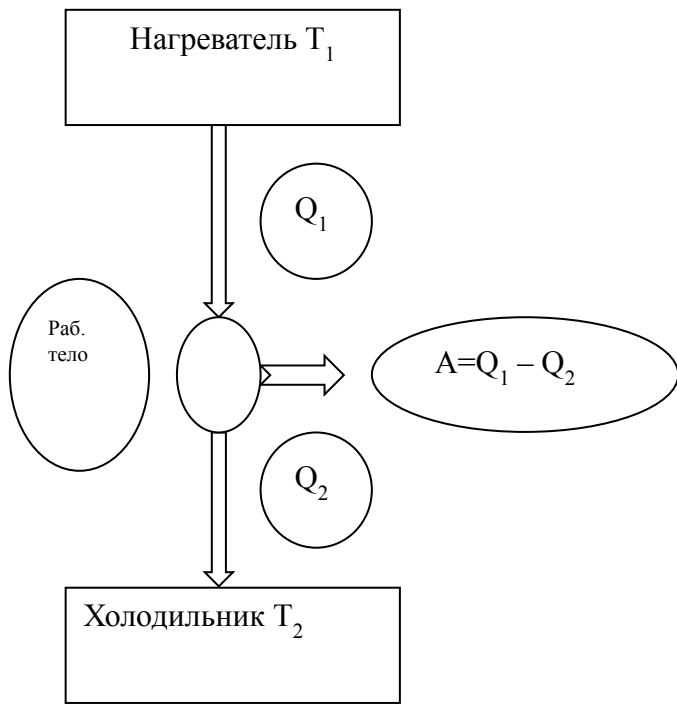 Нагреватель T₁
Q₁
Раб.
тело
A=Q₁ – Q₂
Q₂
Холодильник T₂